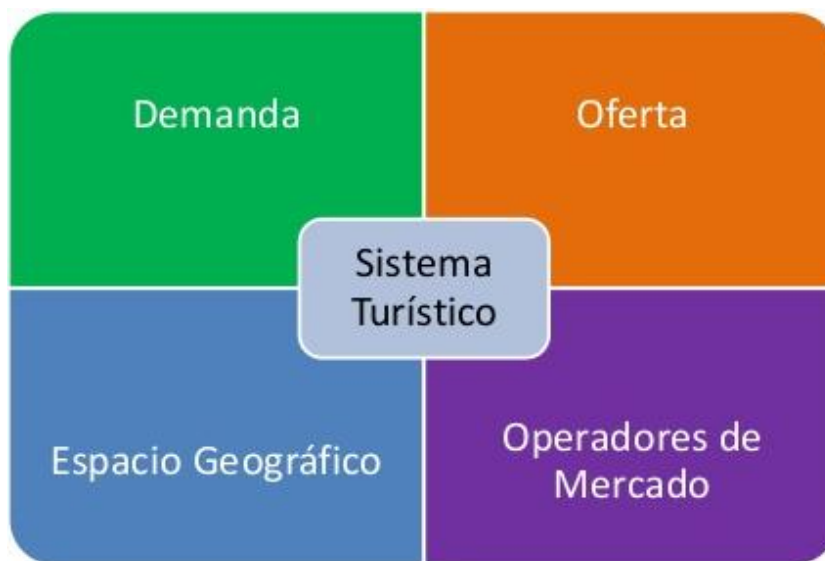 Demanda
Oferta
Sistema
Turístico
Espacio Geográfico
Operadores de
Mercado